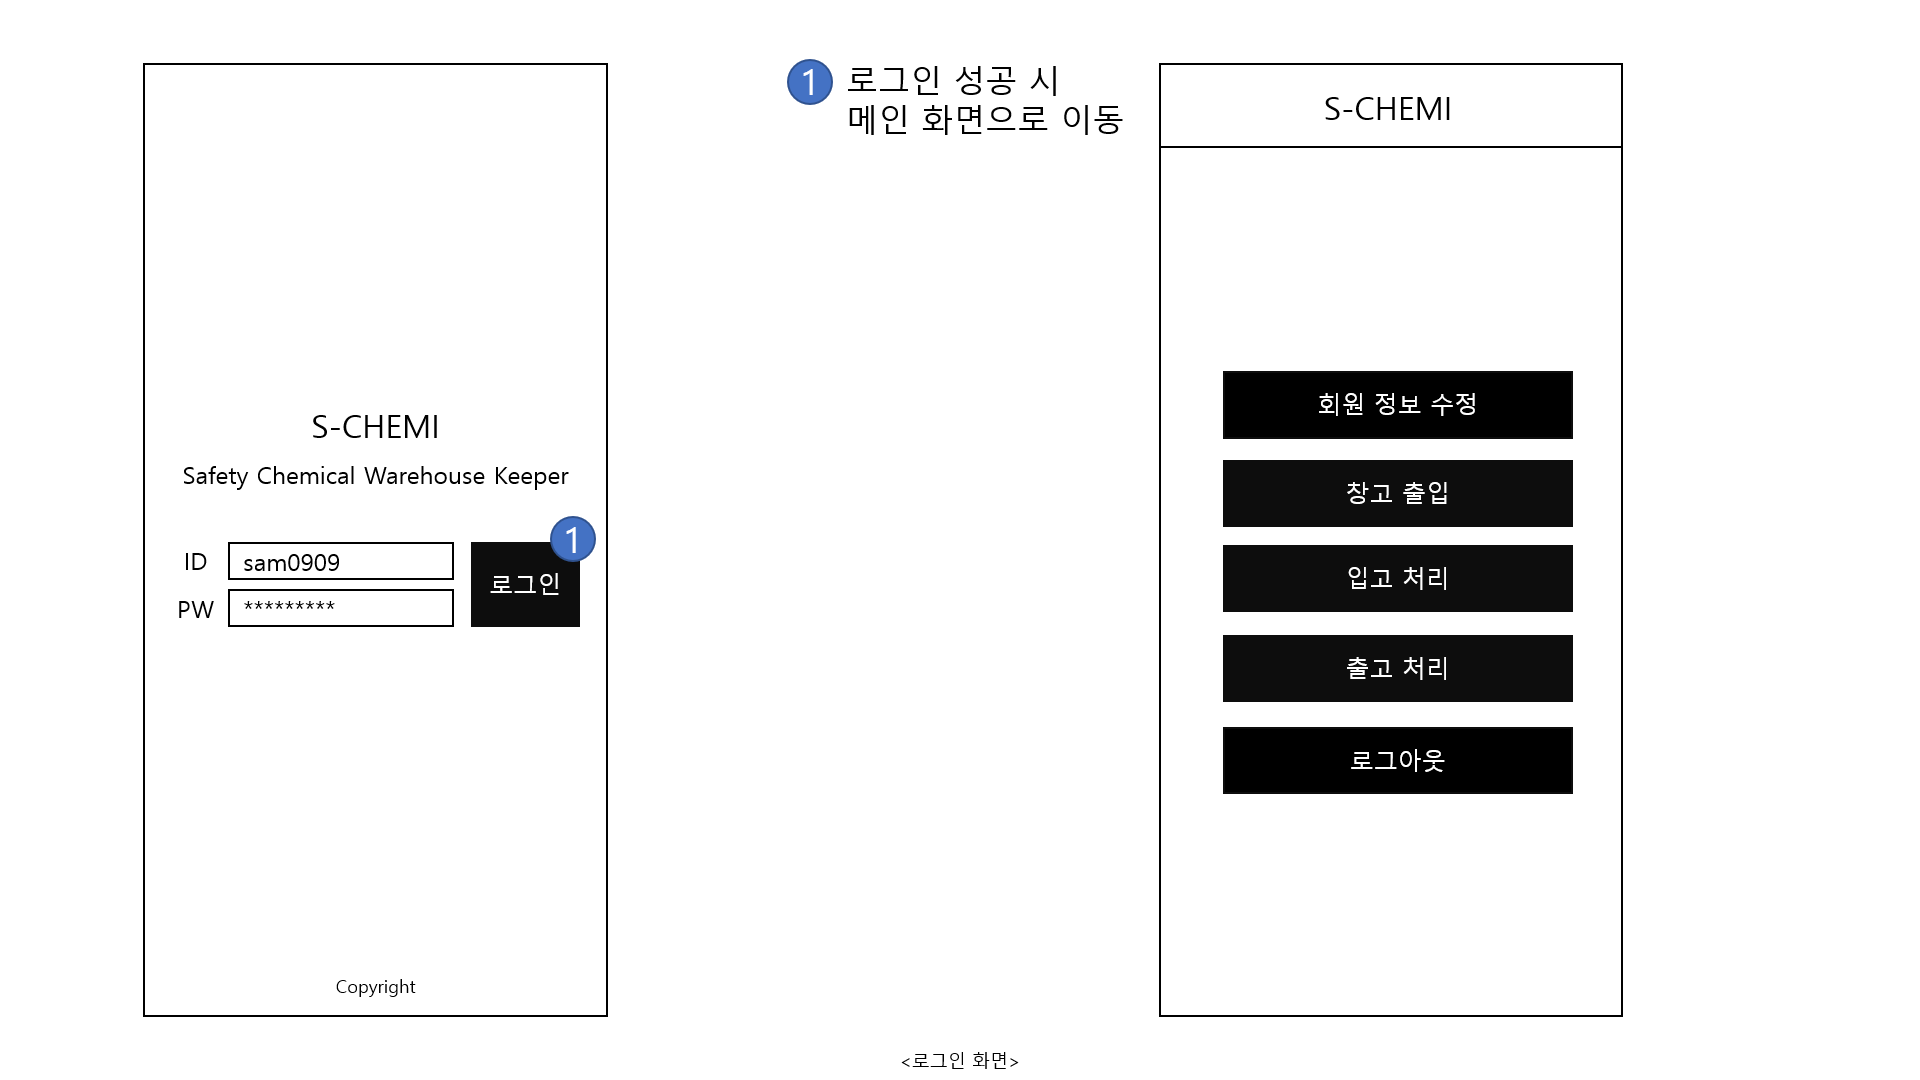 S-CHEMI
Safety Chemical Warehouse Keeper
ID
sam0909
PW
*********
로그인
1
Copyright
1 로그인 성공 시
메인 화면으로 이동
S-CHEMI
회원 정보 수정
창고 출입
입고 처리
출고 처리
로그아웃
<로그인 화면>